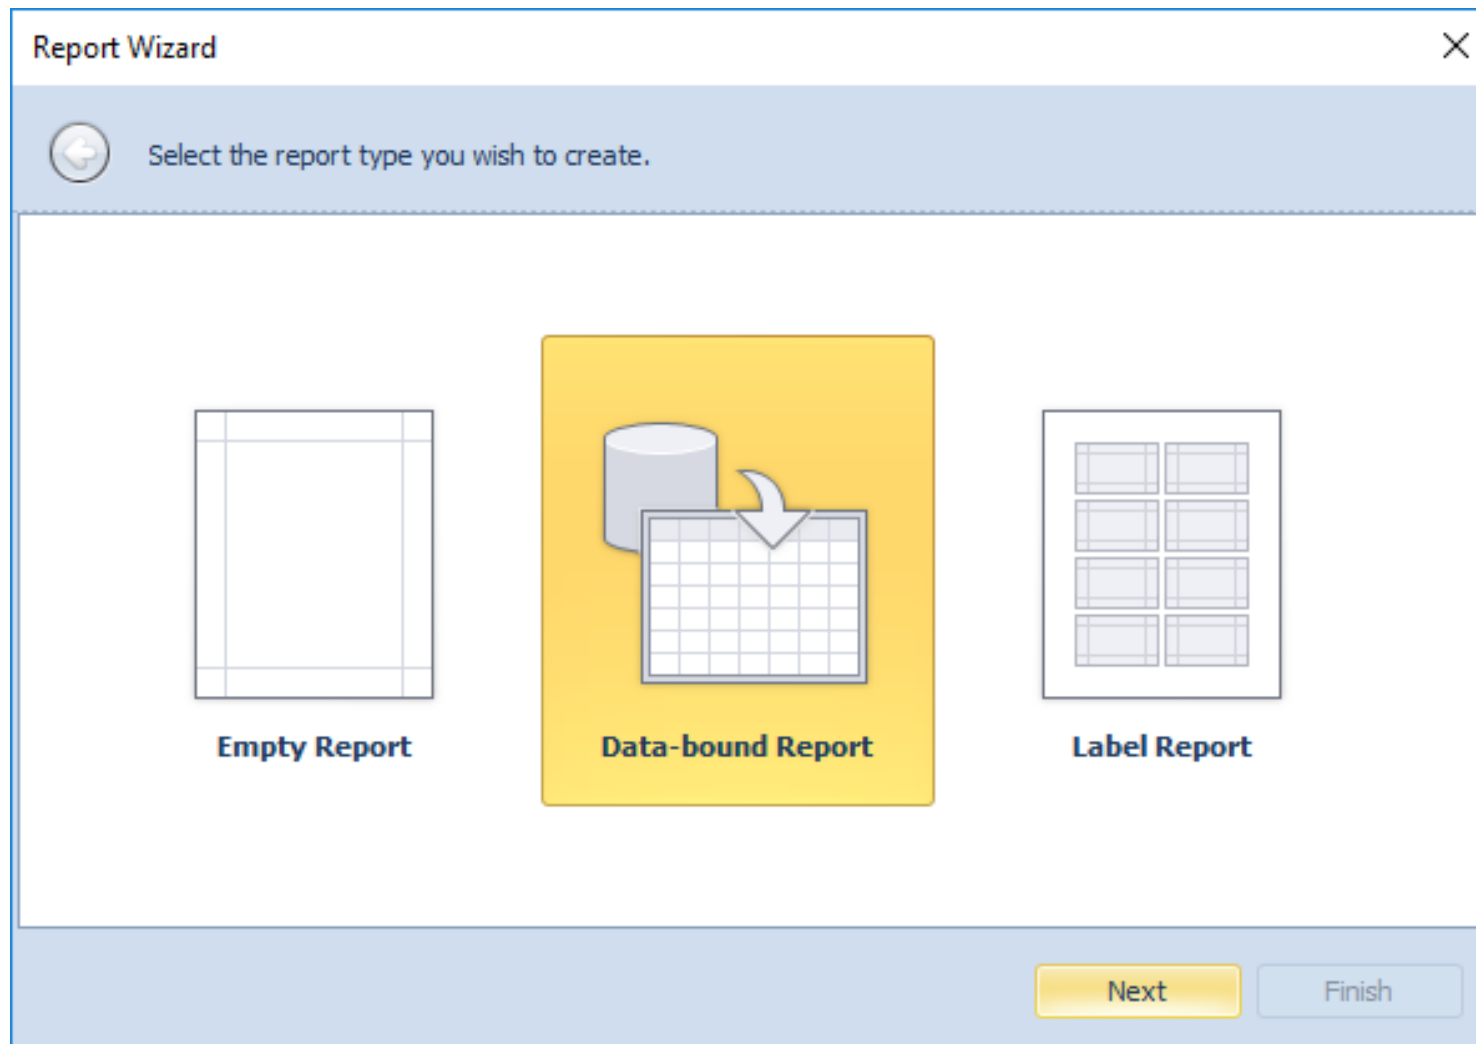 Report Wizard
Select the report type you wish to create.
Empty Report
Data-bound Report
Label Report
Next
Finish